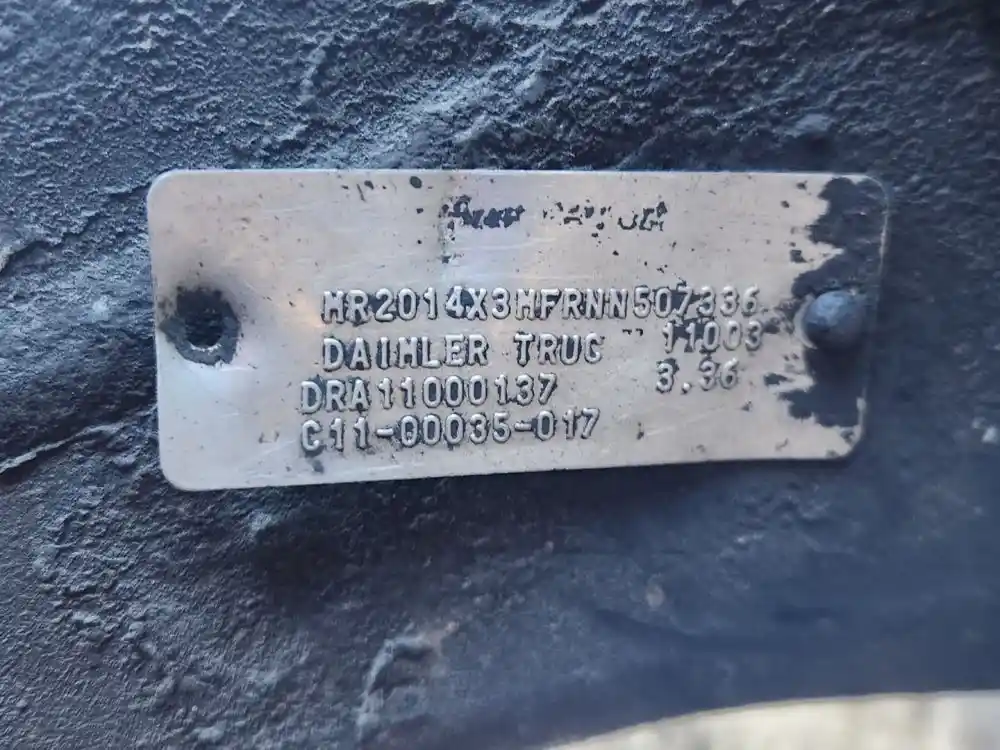 MR2014X3MFRNN507336
DAIMLER TRUC 11003
DRA11000137 3.36
C11-00035-017